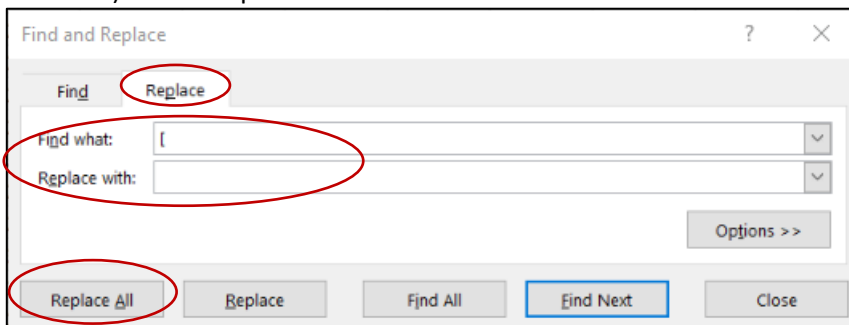 Find and Replace ?
Find Replace
Find what: [
Replace with:
Options >>
Replace All Replace Find All Find Next Close